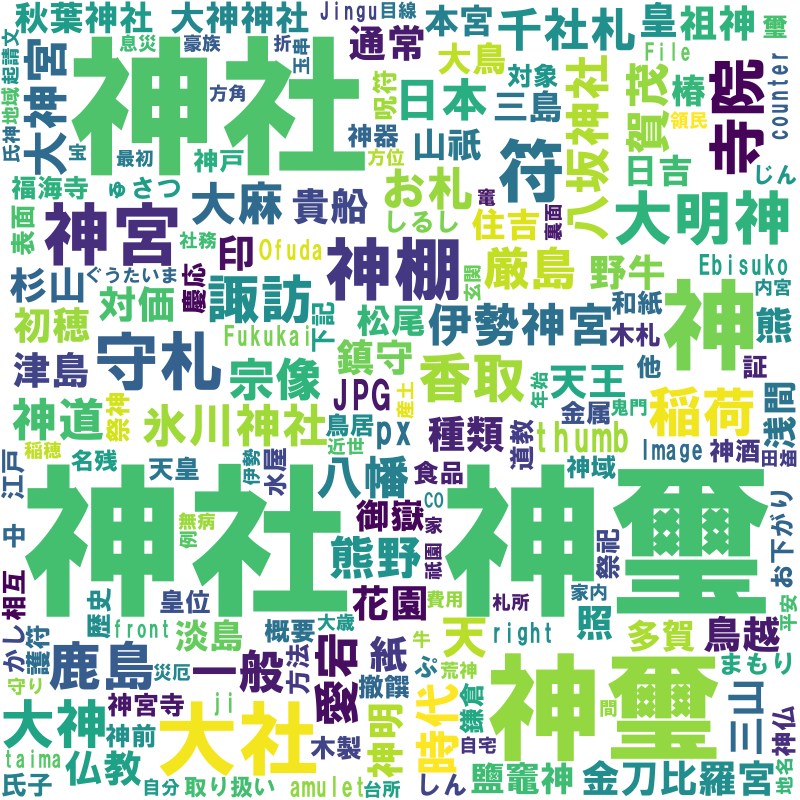 秋葉神社
大神神社
Jingu
目線
本宮
千社札
皇祖神
璽
息災
豪族
折
玉串
通常
大鳥
File
起請文
大神宮
神社
呪符
日本
対象
三島
八坂神社
賀茂
椿
寺院
counter
地域
氏神
方角
宝
最初
神戸
神器
方位
山祇
符
領民
日吉
じん
福海寺
ゅさつ
大麻
貴船
お札
しるし
竈
住吉
裏面
大明神
表面
神宮
社務
印
Ofuda
神棚
玄関
厳島
野牛
Ebisuko
杉山
ぐうたいま
慶応
諏訪
下記
内宮
対価
初穂
Fukukai
松尾
伊勢神宮
和紙
木札
神
熊
津島
守札
宗像
鎮守
香取
他
証
JPG
産土
年始
天王
鬼門
神道
祭神
氷川神社
鳥居
近世
px
種類
道教
金属
thumb
稲荷
浅間
稲穂
名残
天皇
伊勢
水屋
八幡
食品
神域
Image
神酒
田畑
江戸
神社
無病
例
御嶽
co
家
神璽
お下がり
中
熊野
祇園
祭祀
相互
歴史
皇位
花園
費用
札所
家内
平安
かし
護符
front
淡島
概要
大歳
牛
天
right
照
多賀
鳥越
守り
鹿島
災厄
一般
方法
愛宕
紙
ぷ
荒神
神璽
まもり
神宮寺
ji
撤饌
時代
鎌倉
間
三山
大神
神前
大社
木製
神明
自宅
神仏
taima
仏教
氏子
自分
取り扱い
amulet
台所
しん
鹽竈神
金刀比羅宮
地名